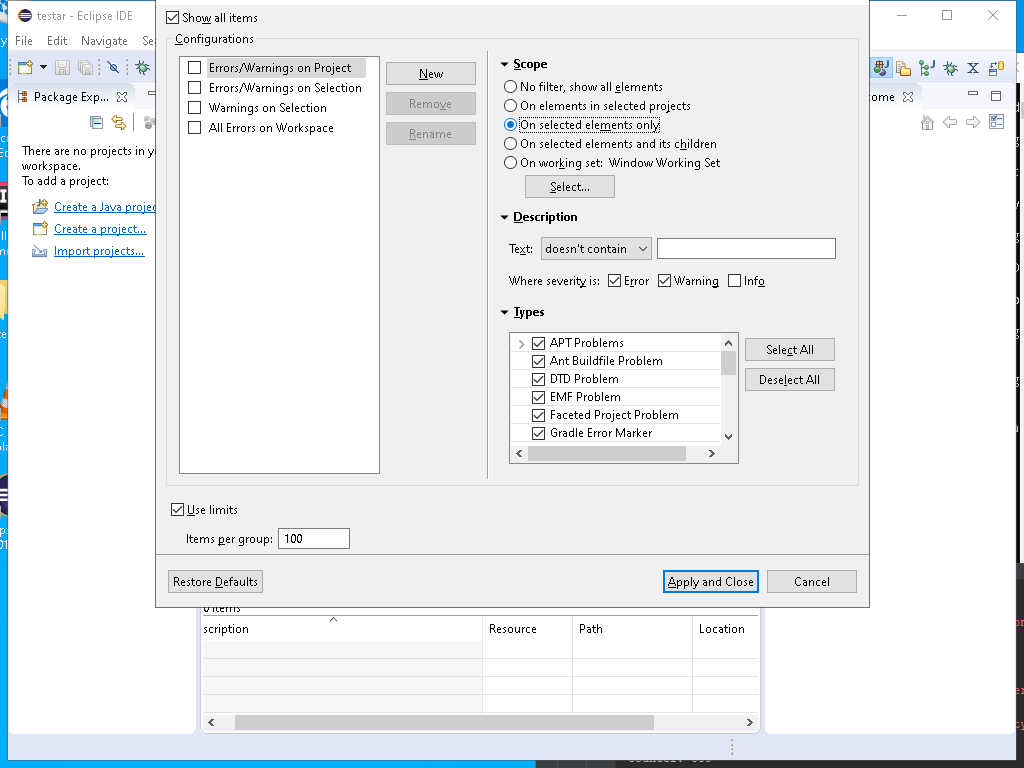 testar - Eclipse IDE
File Edit Navigate
Package Exp...
There are no projects in
workspace.
To add a project:
Create a Java
Create a project...
Import projects...
Show all items
Configurations
Errors/Warnings on Project
Errors/Warnings on Selection
Warnings on Selection
All Errors on Workspace
New
Remove
Rename
Scope
No filter, show all elements
On elements in selected projects
On selected elements only
On selected elements and its children
On working set: Window Working Set
Select...
Description
Text: doesn't contain
Where severity is: Error Warning Info
Types
APT Problems
Ant Buildfile Problem
DTD Problem
EMF Problem
Faceted Project Problem
Gradle Error Marker
Select All
Deselect All
Use limits
Items per group: 100
Restore Defaults
Apply and Close
Cancel
0 items
scription Resource Path Location